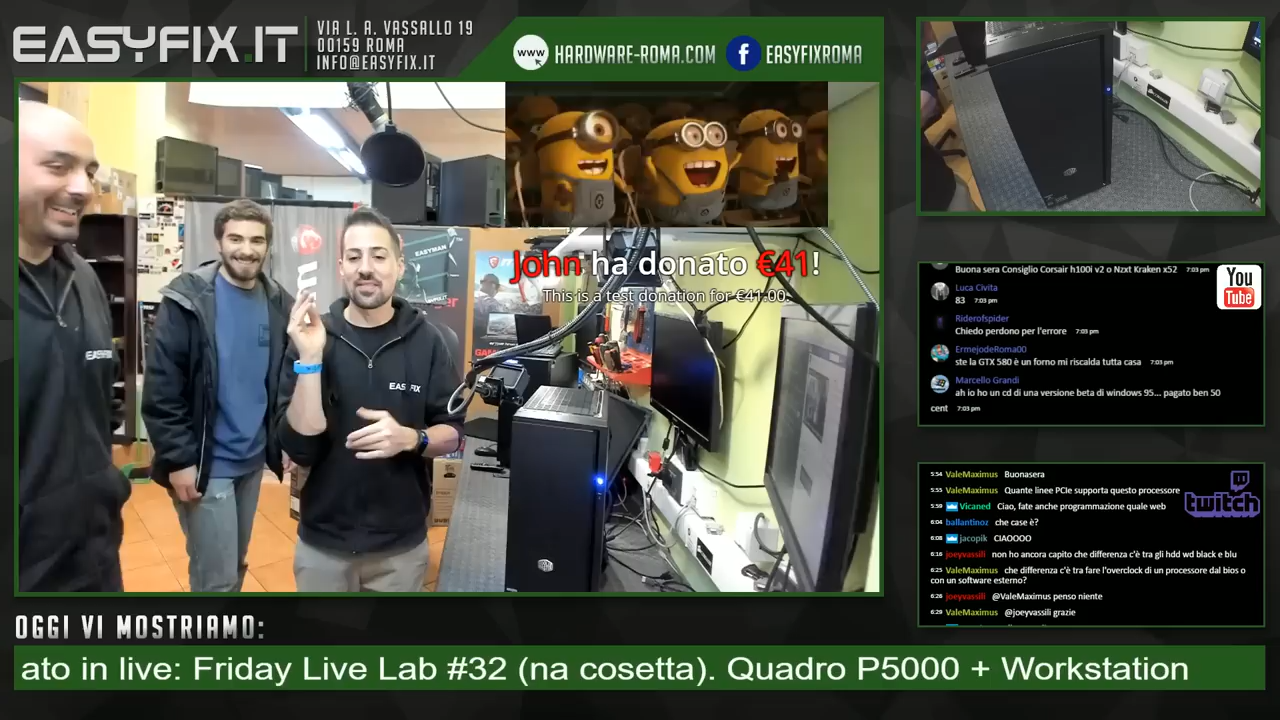 EASYFIX.IT
VIA L. A. VASSALLO 19
00159 ROMA
INFO@EASYFIX.IT
WWW
HARDWARE-ROMA.COM
f
EASYFIXROMA
john ha donato €41!
This is a test donation for €41.00.
EASYMAN
EASYFIX
EAS FIX
Buona sera Consiglio Corsair h100i v2 o Nzxt Kraken x52 7:03 pm
Luca Civita
83 7:03 pm
Riderofspider
Chiedo perdono per l'errore 7:03 pm
ErmejodeRoma00
ste la GTX 580 è un forno mi riscalda tutta casa 7:03 pm
Marcello Grandi
ah io ho un cd di una versione beta di windows 95... pagato ben 50
cent 7:03 pm
You
Tube
5:54 ValeMaximus Buonasera
5:55 ValeMaximus Quante linee PCIe supporta questo processore
5:59 Vicaned Ciao, fate anche programmazione quale web
6:04 ballantinoz che case è?
6:08 jacopik CIAOOOO
6:16 joeyvassili non ho ancora capito che differenza c'è tra gli hdd wd black e blu
6:25 ValeMaximus che differenza c'è tra fare l'overclock di un processore dal bios o
con un software esterno?
6:26 joeyvassili @ValeMaximus penso niente
6:29 ValeMaximus @joeyvassili grazie
twitch
OGGI VI MOSTRIAMO:
ato in live: Friday Live Lab #32 (na cosetta). Quadro P5000 + Workstation